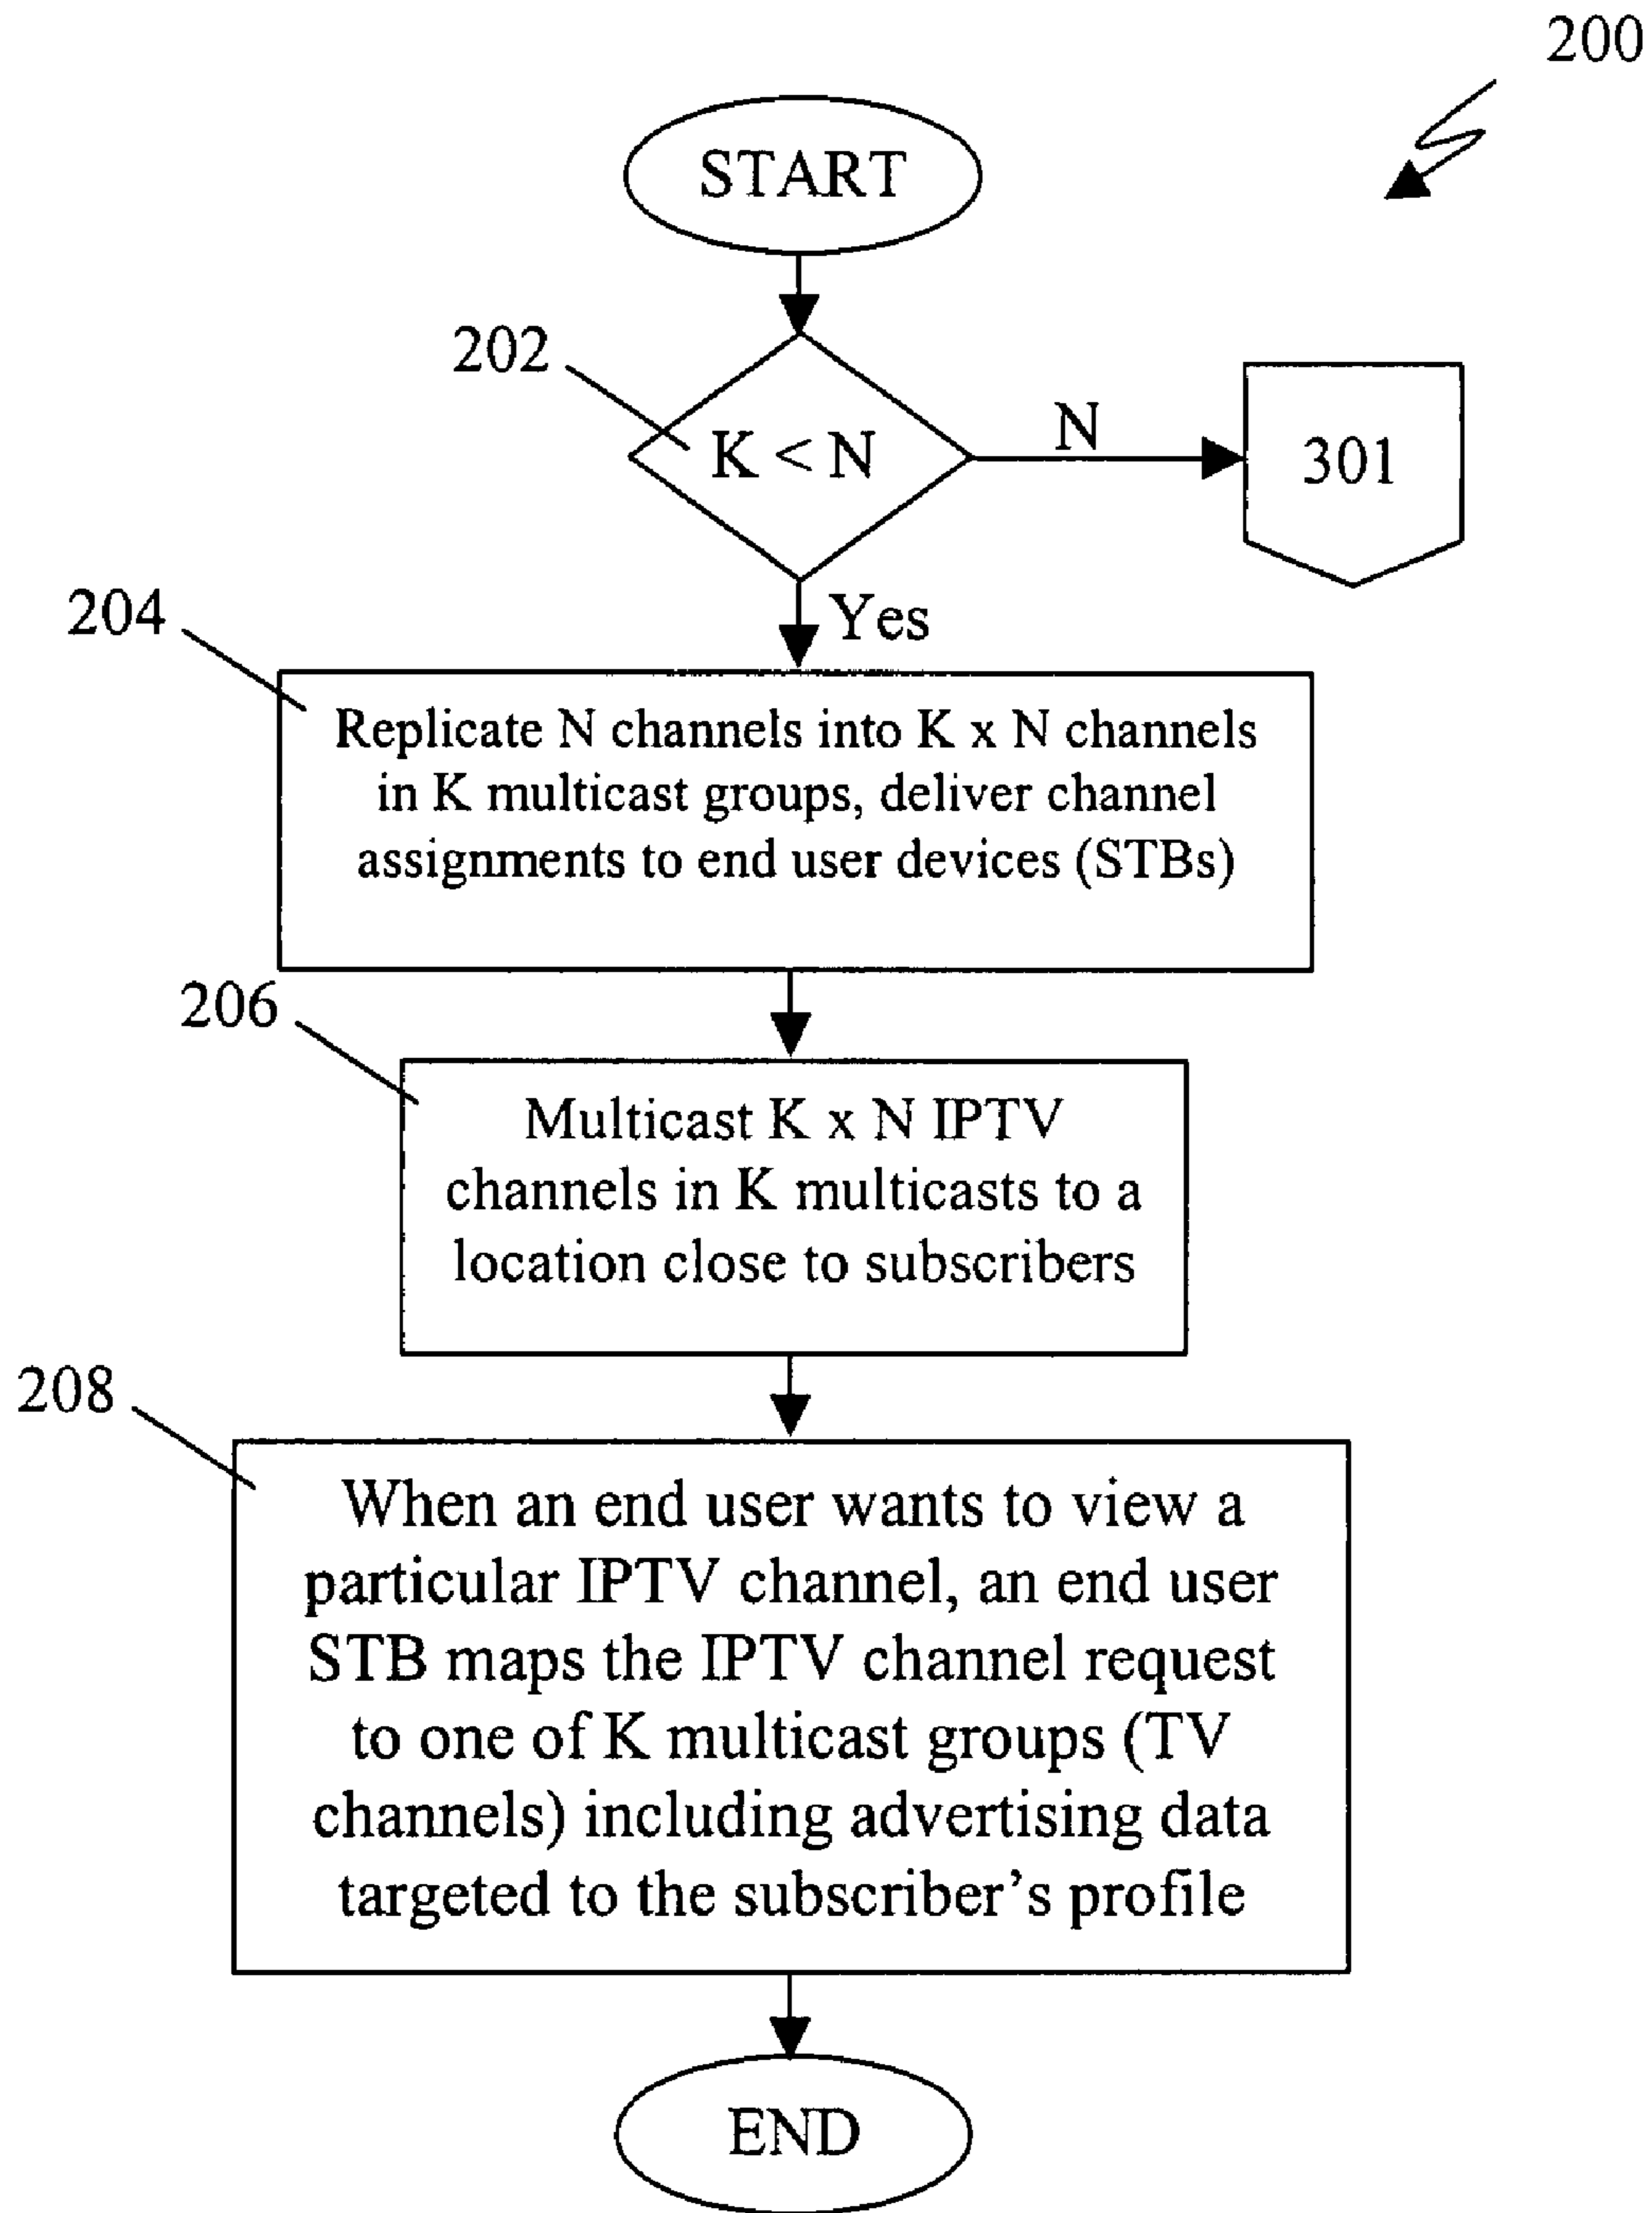 200
START
202
K < N
N
301
Yes
204
Replicate N channels into K x N channels
in K multicast groups, deliver channel
assignments to end user devices (STBs)
206
Multicast K x N IPTV
channels in K multicasts to a
location close to subscribers
208
When an end user wants to view a
particular IPTV channel, an end user
STB maps the IPTV channel request
to one of K multicast groups (TV
channels) including advertising data
targeted to the subscriber’s profile
END